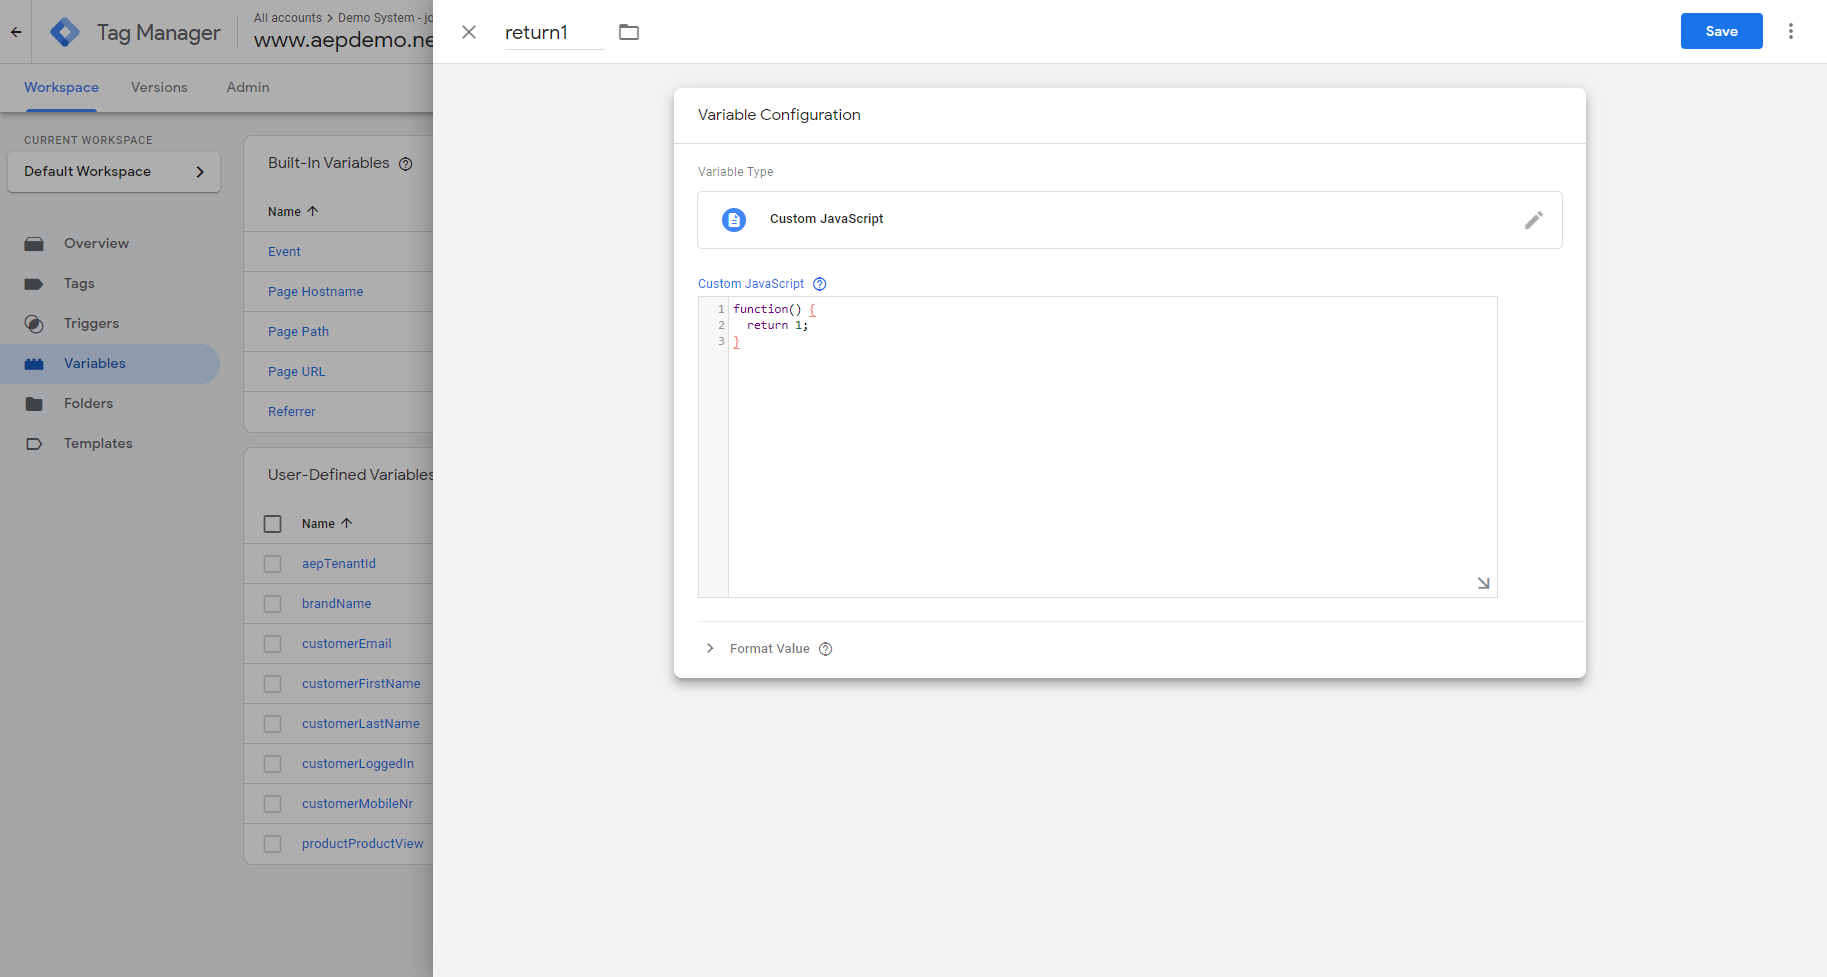 Tag Manager
All accounts > Demo System - jo
www.aepdemo.ne
return1
Save
Workspace
Versions
Admin
CURRENT WORKSPACE
Default Workspace
Overview
Tags
Triggers
Variables
Folders
Templates
Built-In Variables
Name
Event
Page Hostname
Page Path
Page URL
Referrer
User-Defined Variables
Name
aepTenantId
brandName
customerEmail
customerFirstName
customerLastName
customerLoggedIn
customerMobileNr
productProductView
Variable Configuration
Variable Type
Custom JavaScript
Custom JavaScript
1 function() {
2 return 1;
3 }
Format Value